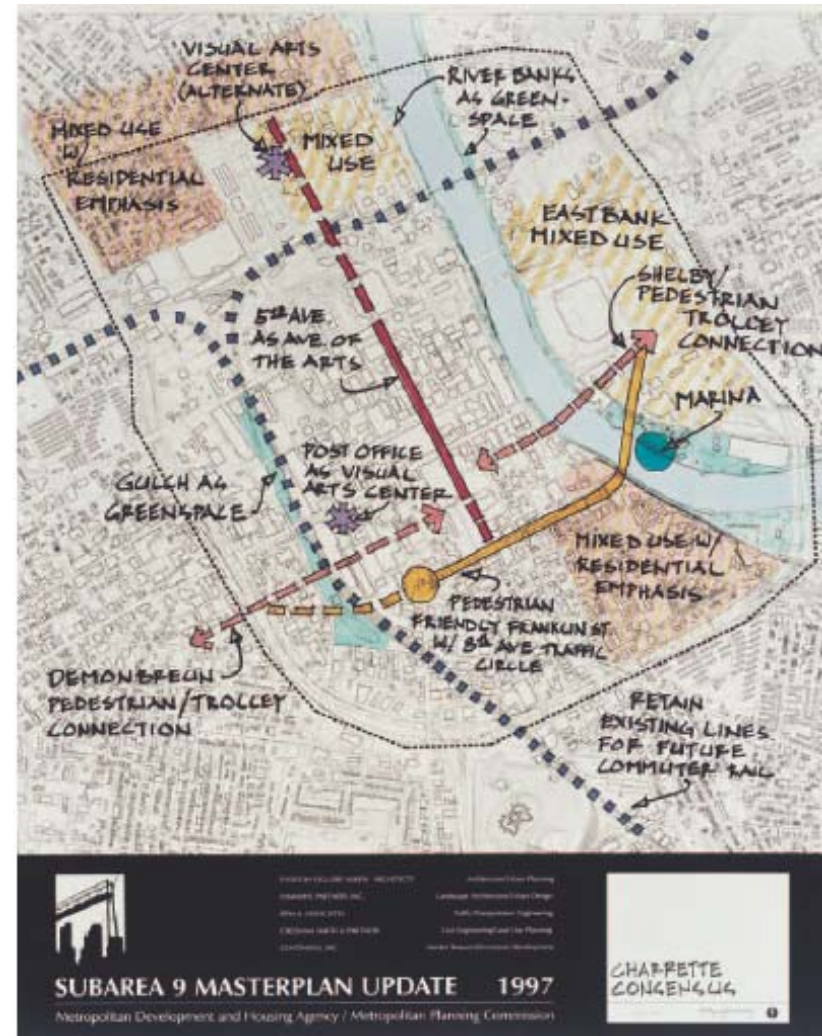 VISUAL ARTS
CENTER
(ALTERNATE)
RIVER BANKS
AS GREEN-
SPACE
MIXED USE
W/
RESIDENTIAL
EMPHASIS
MIXED
USE
EAST BANK
MIXED USE
SHELBY/
PEDESTRIAN
TROLLEY
CONNECTION
5TH AVE.
AS AVE OF
THE ARTS
MARINA
POST OFFICE
AS VISUAL
ARTS CENTER
GULCH AS
GREENSPACE
MIXED USE W/
RESIDENTIAL
EMPHASIS
PEDESTRIAN
FRIENDLY FRANKLIN ST.
W/ 8TH AVE TRAFFIC
CIRCLE
DEMONBREUN
PEDESTRIAN/TROLLEY
CONNECTION
RETAIN
EXISTING LINES
FOR FUTURE
COMMUTER RAIL
SUBAREA 9 MASTERPLAN UPDATE 1997
Metropolitan Development and Housing Agency / Metropolitan Planning Commission
CHARRETTE
CONSENSUS